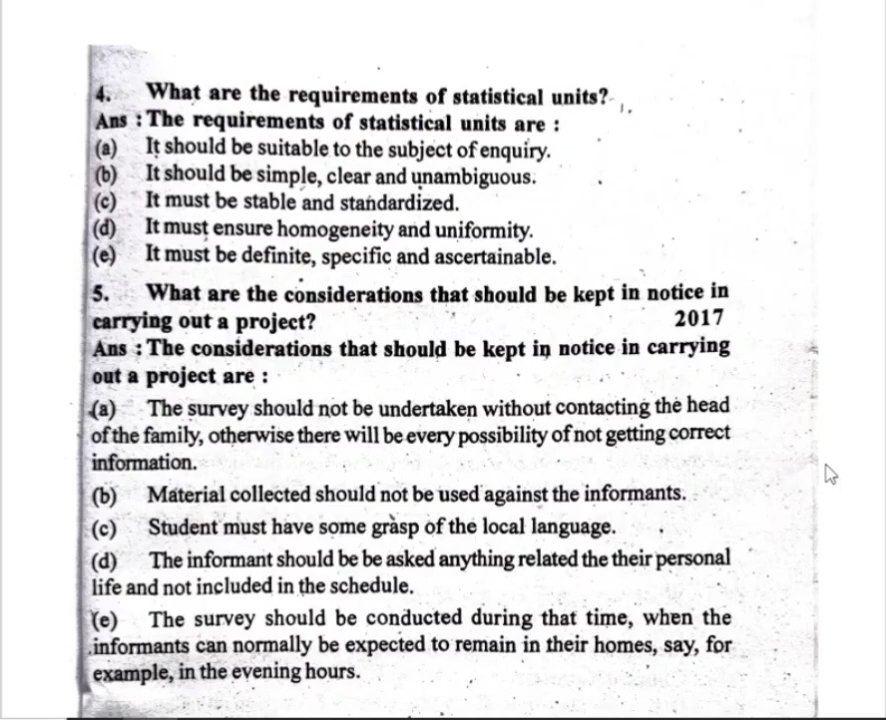 4. What are the requirements of statistical units?
Ans : The requirements of statistical units are :
(a) It should be suitable to the subject of enquiry.
(b) It should be simple, clear and unambiguous.
(c) It must be stable and standardized.
(d) It must ensure homogeneity and uniformity.
(e) It must be definite, specific and ascertainable.
5. What are the considerations that should be kept in notice in
carrying out a project? 2017
Ans : The considerations that should be kept in notice in carrying
out a project are :
(a) The survey should not be undertaken without contacting the head
of the family, otherwise there will be every possibility of not getting correct
information.
(b) Material collected should not be used against the informants.
(c) Student must have some grasp of the local language.
(d) The informant should be be asked anything related the their personal
life and not included in the schedule.
(e) The survey should be conducted during that time, when the
informants can normally be expected to remain in their homes, say, for
example, in the evening hours.